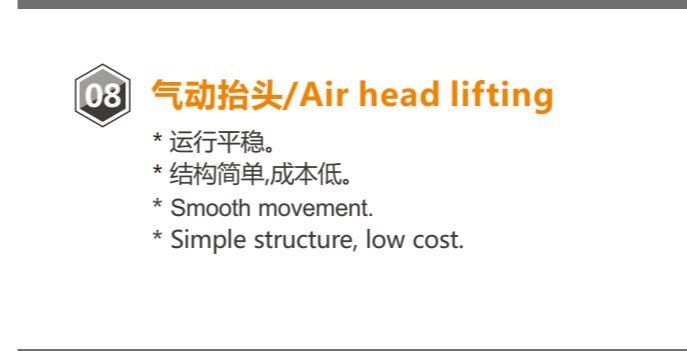 08
气动抬头/Air head lifting
* 运行平稳。
* 结构简单,成本低。
* Smooth movement.
* Simple structure, low cost.